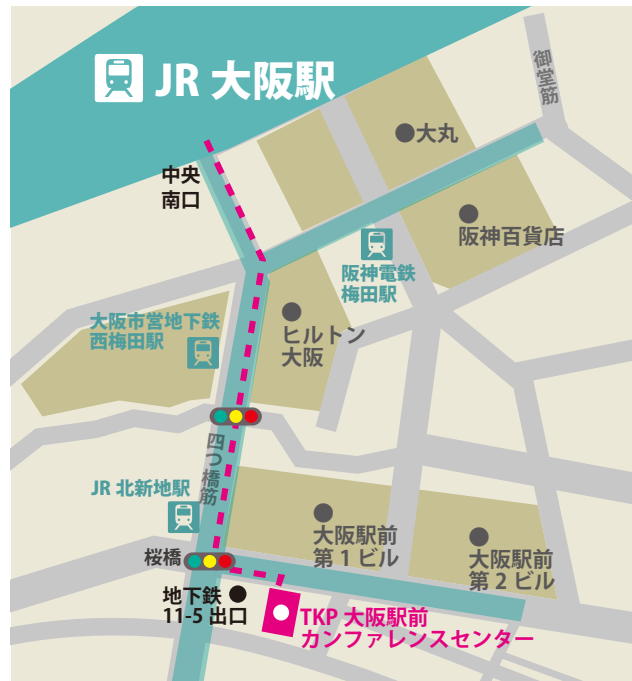 JR 大阪駅
御堂筋
大丸
中央
南口
阪神百貨店
阪神電鉄
梅田駅
大阪市営地下鉄
西梅田駅
ヒルトン
大阪
四つ橋筋
JR 北新地駅
大阪駅前
第 1 ビル
大阪駅前
第 2 ビル
桜橋
地下鉄
11-5 出口
TKP 大阪駅前
カンファレンスセンター